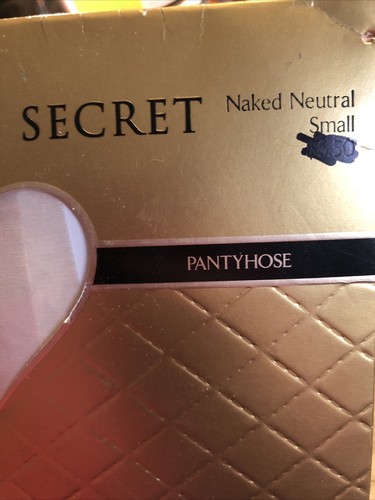 SECRET
Naked Neutral
Small
PANTYHOSE